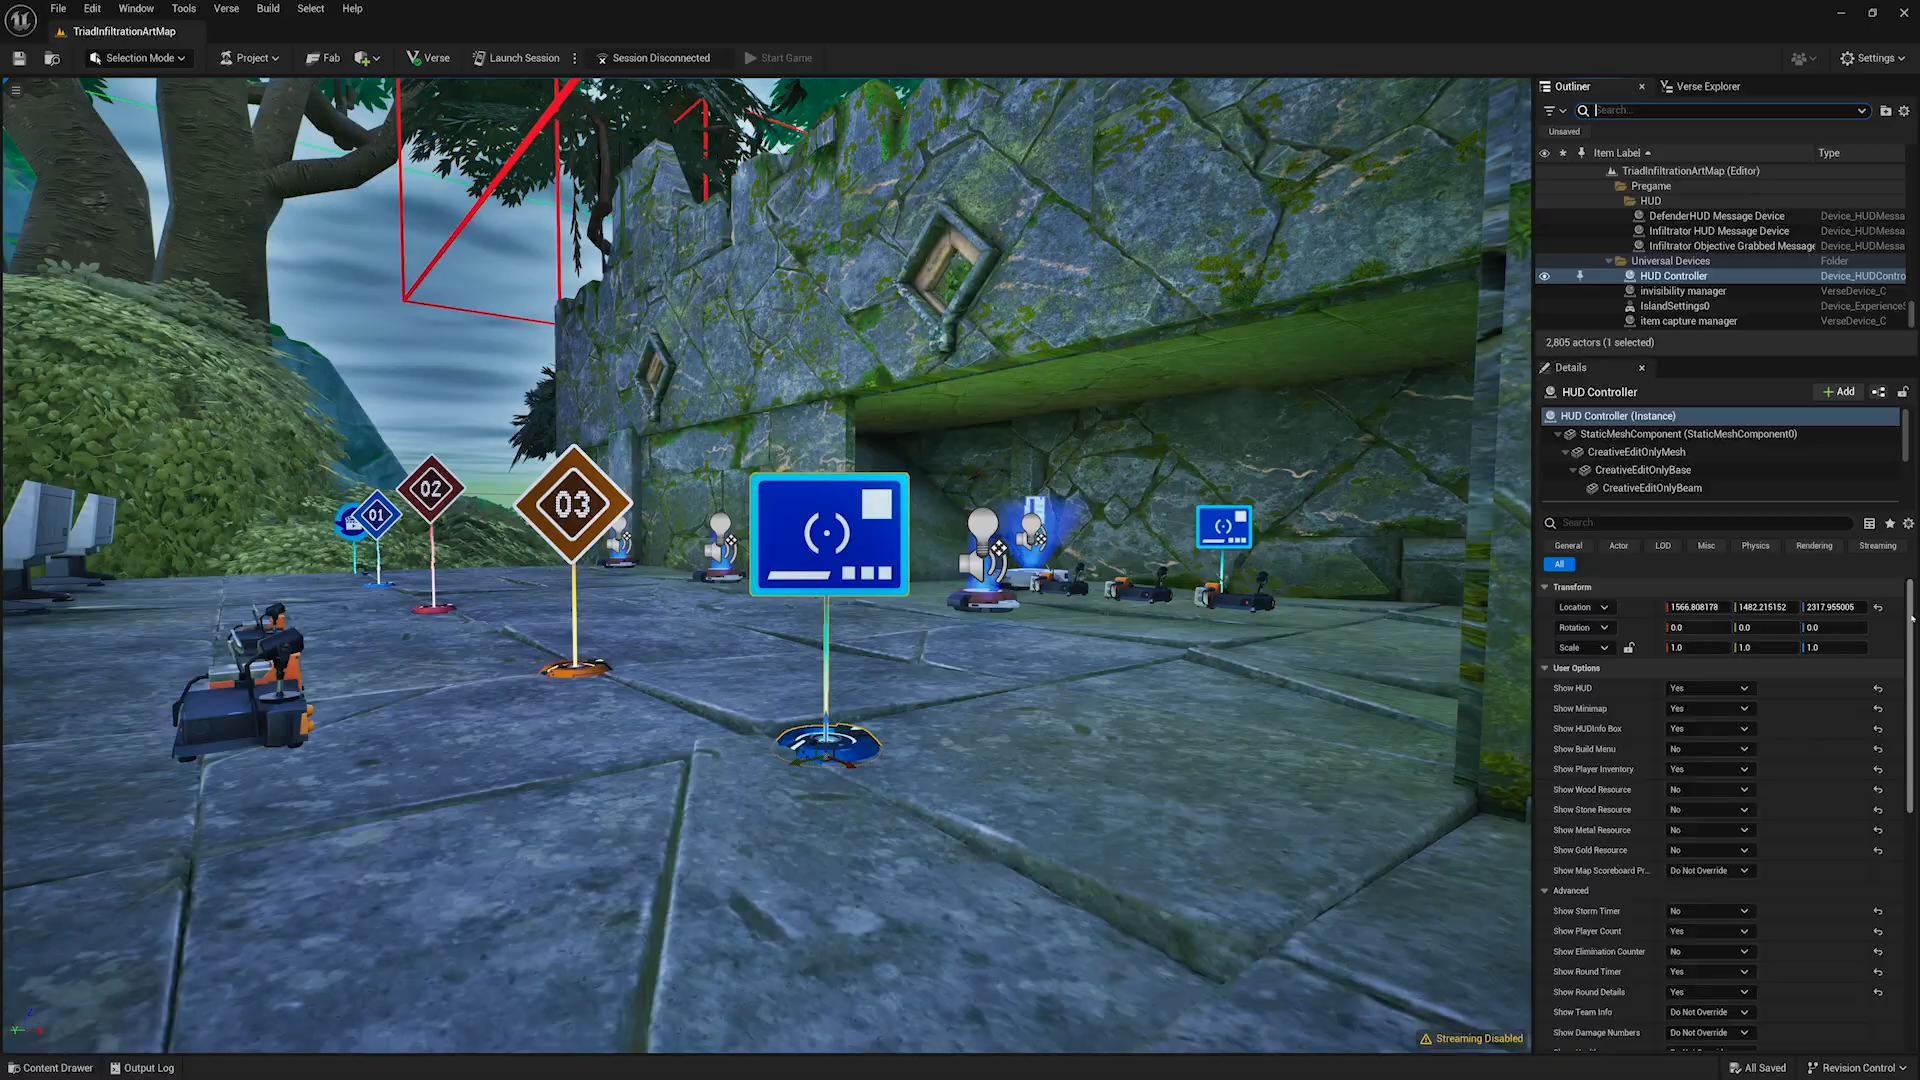 File Edit Window Tools Verse Build Select Help
TriadInfiltrationArtMap
Selection Mode Project Fab Verse Launch Session Session Disconnected Start Game Settings
Outliner Verse Explorer
Search...
Unsaved
Item Label Type
TriadInfiltrationArtMap (Editor)
Pregame
HUD
DefenderHUD Message Device Device_HUDMessa
Infiltrator HUD Message Device Device_HUDMessa
Infiltrator Objective Grabbed Message Device_HUDMessa
Universal Devices Folder
HUD Controller Device_HUDContro
invisibility manager VerseDevice_C
IslandSettings0 Device_Experience
item capture manager VerseDevice_C
2,805 actors (1 selected)
Details
HUD Controller Add
HUD Controller (Instance)
StaticMeshComponent (StaticMeshComponent0)
CreativeEditOnlyMesh
CreativeEditOnlyBase
CreativeEditOnlyBeam
Search
General Actor LOD Misc Physics Rendering Streaming
All
Transform
Location 1566.808178 1482.215152 2317.955005
Rotation 0.0 0.0 0.0
Scale 1.0 1.0 1.0
User Options
Show HUD Yes
Show Minimap Yes
Show HUDInfo Box Yes
Show Build Menu No
Show Player Inventory Yes
Show Wood Resource No
Show Stone Resource No
Show Metal Resource No
Show Gold Resource No
Show Map Scoreboard Pr... Do Not Override
Advanced
Show Storm Timer No
Show Player Count Yes
Show Elimination Counter No
Show Round Timer Yes
Show Round Details Yes
Show Team Info Do Not Override
Show Damage Numbers Do Not Override
01
02
03
Streaming Disabled
Content Drawer Output Log All Saved Revision Control